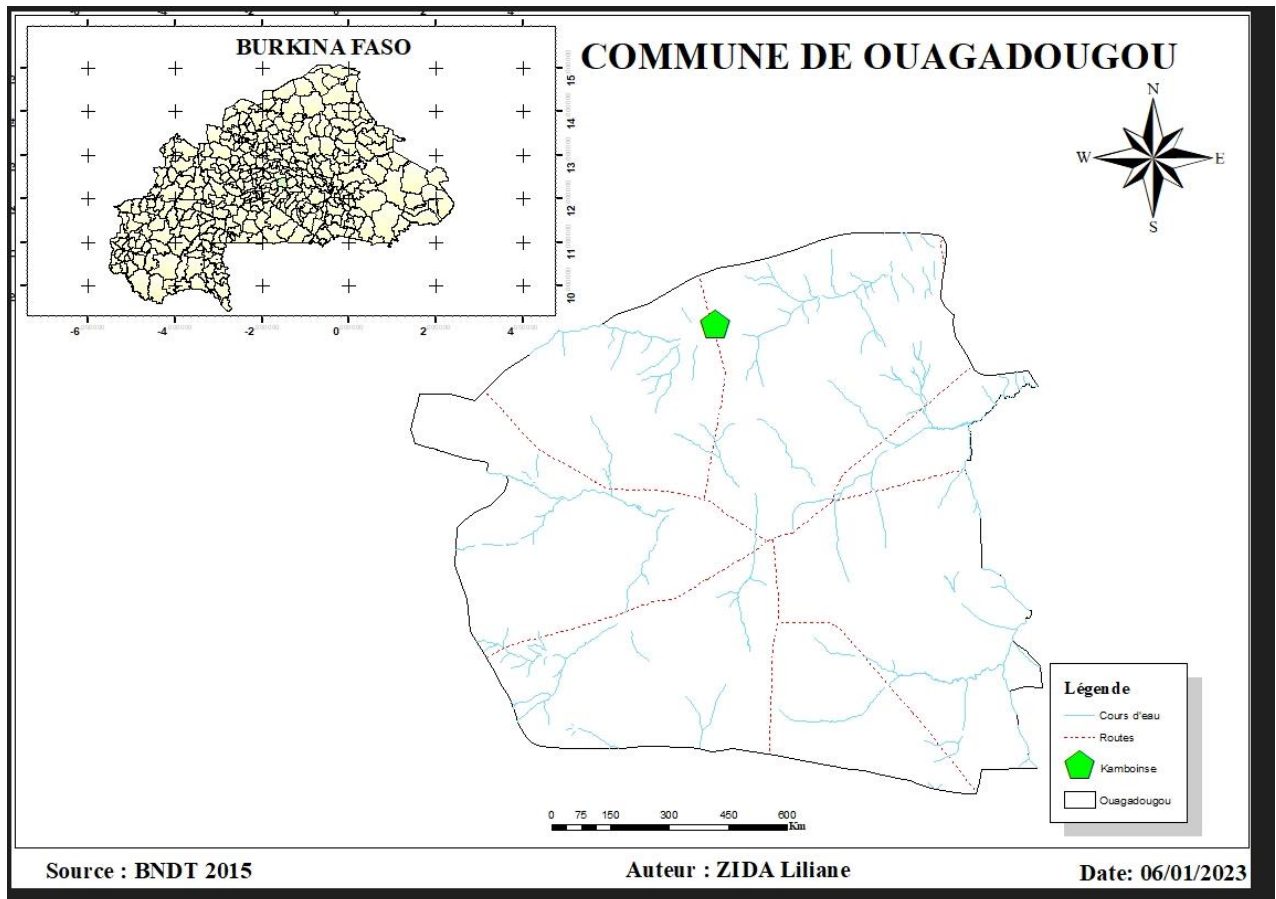 BURKINA FASO
COMMUNE DE OUAGADOUGOU
15
14
13
12
11
10
-6
-4
-2
0
2
4
N
W
E
S
Légende
Cours d'eau
Routes
Kamboinse
Ouagadougou
0 75 150 300 450 600
Km
Source : BNDT 2015
Auteur : ZIDA Liliane
Date: 06/01/2023